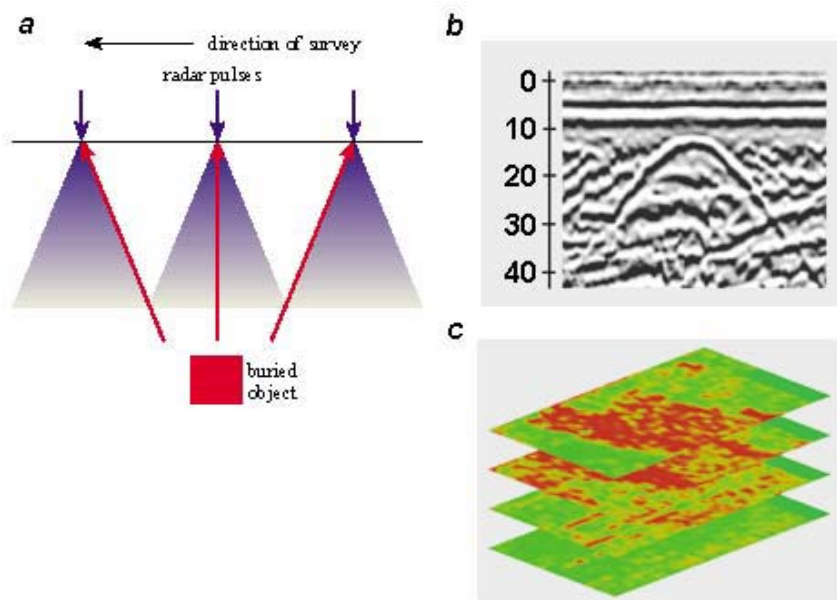 a
direction of survey
radar pulses
buried
object
b
0
10
20
30
40
c